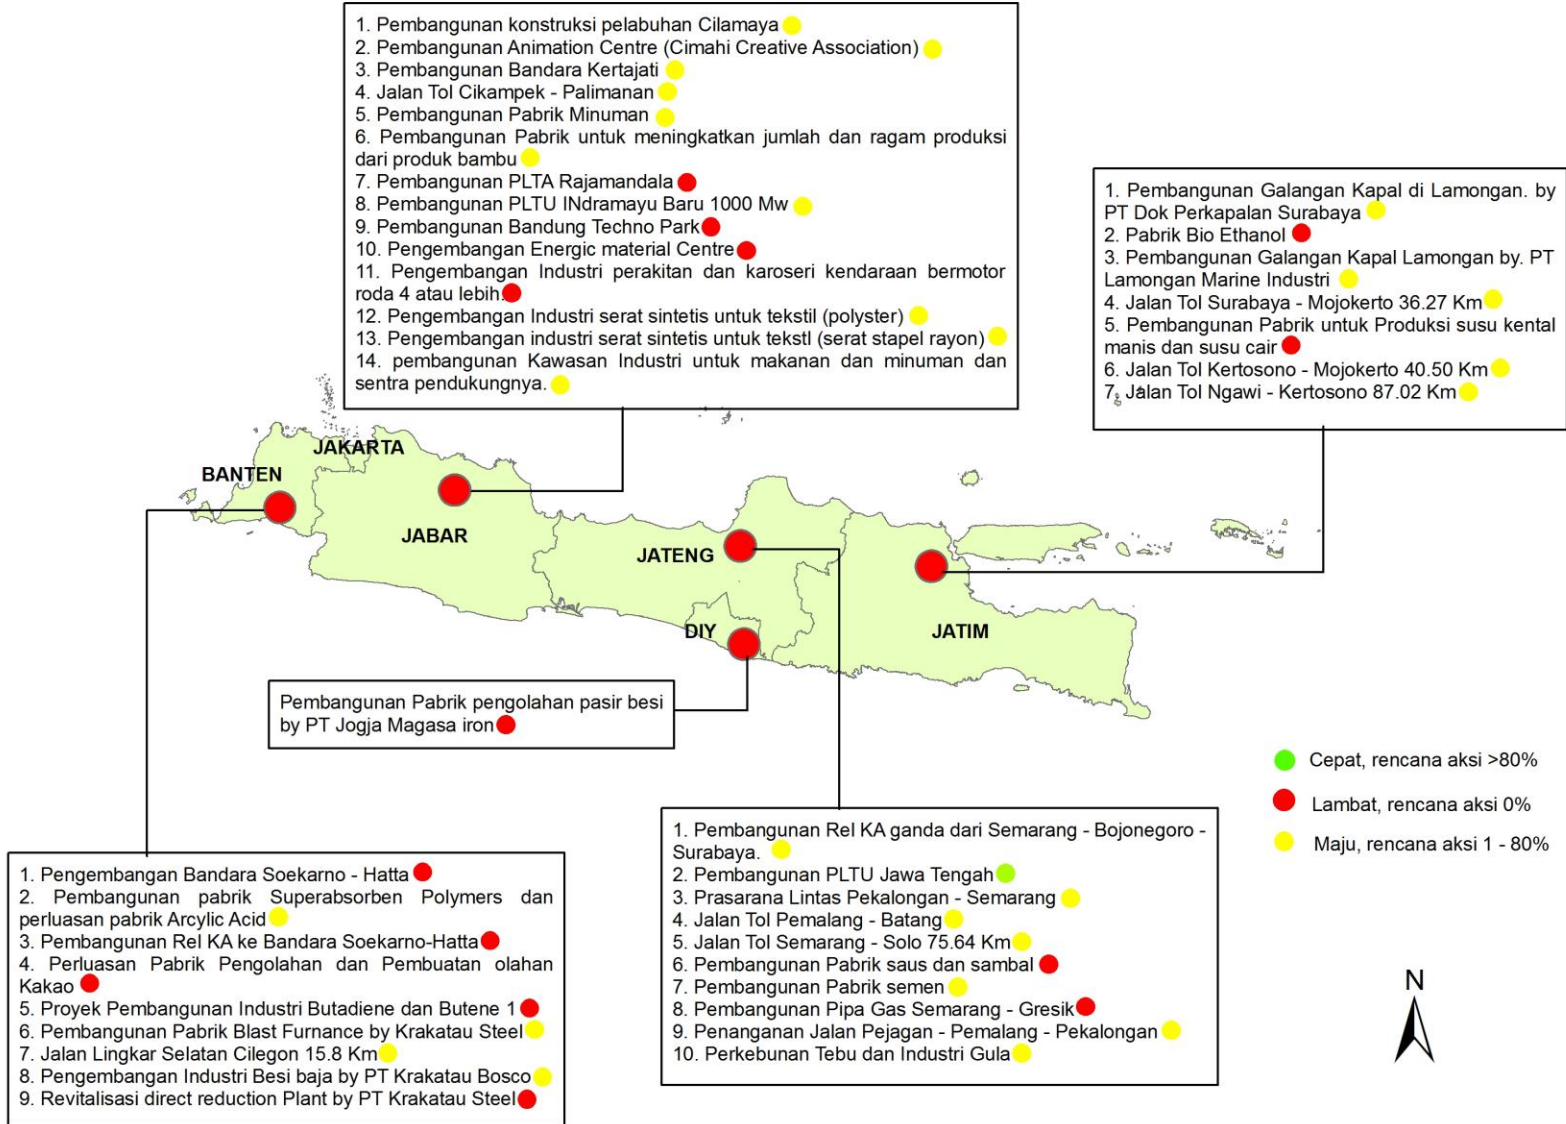 1. Pembangunan konstruksi pelabuhan Cilamaya
2. Pembangunan Animation Centre (Cimahi Creative Association)
3. Pembangunan Bandara Kertajati
4. Jalan Tol Cikampek - Palimanan
5. Pembangunan Pabrik Minuman
6. Pembangunan Pabrik untuk meningkatkan jumlah dan ragam produksi
dari produk bambu
7. Pembangunan PLTA Rajamandala
8. Pembangunan PLTU INdramayu Baru 1000 Mw
9. Pembangunan Bandung Techno Park
10. Pengembangan Energic material Centre
11. Pengembangan Industri perakitan dan karoseri kendaraan bermotor
roda 4 atau lebih.
12. Pengembangan Industri serat sintetis untuk tekstil (polyster)
13. Pengembangan industri serat sintetis untuk tekstl (serat stapel rayon)
14. pembangunan Kawasan Industri untuk makanan dan minuman dan
sentra pendukungnya.
1. Pembangunan Galangan Kapal di Lamongan. by
PT Dok Perkapalan Surabaya
2. Pabrik Bio Ethanol
3. Pembangunan Galangan Kapal Lamongan by. PT
Lamongan Marine Industri
4. Jalan Tol Surabaya - Mojokerto 36.27 Km
5. Pembangunan Pabrik untuk Produksi susu kental
manis dan susu cair
6. Jalan Tol Kertosono - Mojokerto 40.50 Km
7. Jalan Tol Ngawi - Kertosono 87.02 Km
JAKARTA
BANTEN
JABAR
JATENG
DIY
JATIM
Pembangunan Pabrik pengolahan pasir besi
by PT Jogja Magasa iron
Cepat, rencana aksi >80%
Lambat, rencana aksi 0%
Maju, rencana aksi 1 - 80%
1. Pengembangan Bandara Soekarno - Hatta
2. Pembangunan pabrik Superabsorben Polymers dan
perluasan pabrik Arcylic Acid
3. Pembangunan Rel KA ke Bandara Soekarno-Hatta
4. Perluasan Pabrik Pengolahan dan Pembuatan olahan
Kakao
5. Proyek Pembangunan Industri Butadiene dan Butene 1
6. Pembangunan Pabrik Blast Furnance by Krakatau Steel
7. Jalan Lingkar Selatan Cilegon 15.8 Km
8. Pengembangan Industri Besi baja by PT Krakatau Bosco
9. Revitalisasi direct reduction Plant by PT Krakatau Steel
1. Pembangunan Rel KA ganda dari Semarang - Bojonegoro -
Surabaya.
2. Pembangunan PLTU Jawa Tengah
3. Prasarana Lintas Pekalongan - Semarang
4. Jalan Tol Pemalang - Batang
5. Jalan Tol Semarang - Solo 75.64 Km
6. Pembangunan Pabrik saus dan sambal
7. Pembangunan Pabrik semen
8. Pembangunan Pipa Gas Semarang - Gresik
9. Penanganan Jalan Pejagan - Pemalang - Pekalongan
10. Perkebunan Tebu dan Industri Gula
N